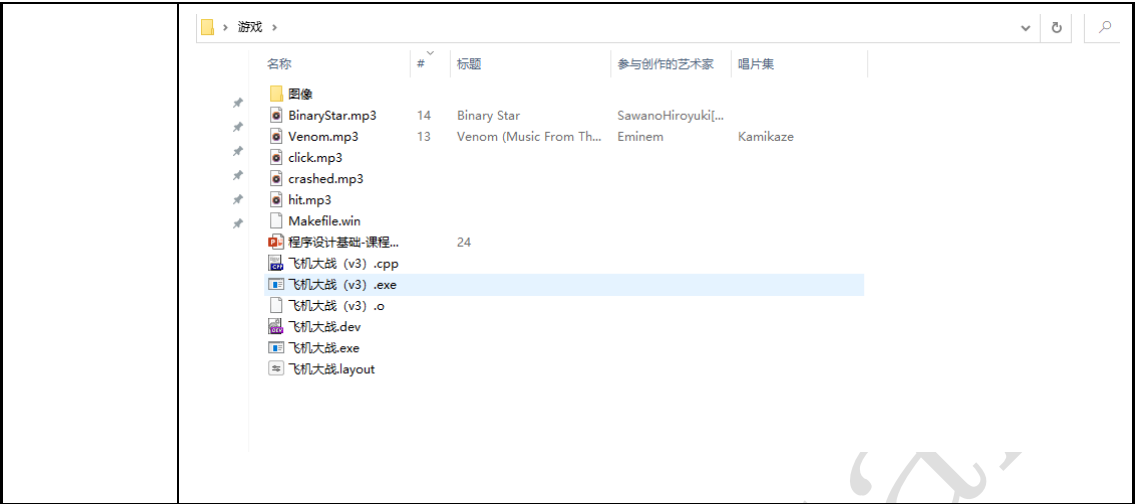 游戏
名称 # 标题 参与创作的艺术家 唱片集
图像
BinaryStar.mp3 14 Binary Star SawanoHiroyuki[...
Venom.mp3 13 Venom (Music From Th... Eminem Kamikaze
click.mp3
crashed.mp3
hit.mp3
Makefile.win
程序设计基础-课程... 24
飞机大战（v3）.cpp
飞机大战（v3）.exe
飞机大战（v3）.o
飞机大战.dev
飞机大战.exe
飞机大战.layout